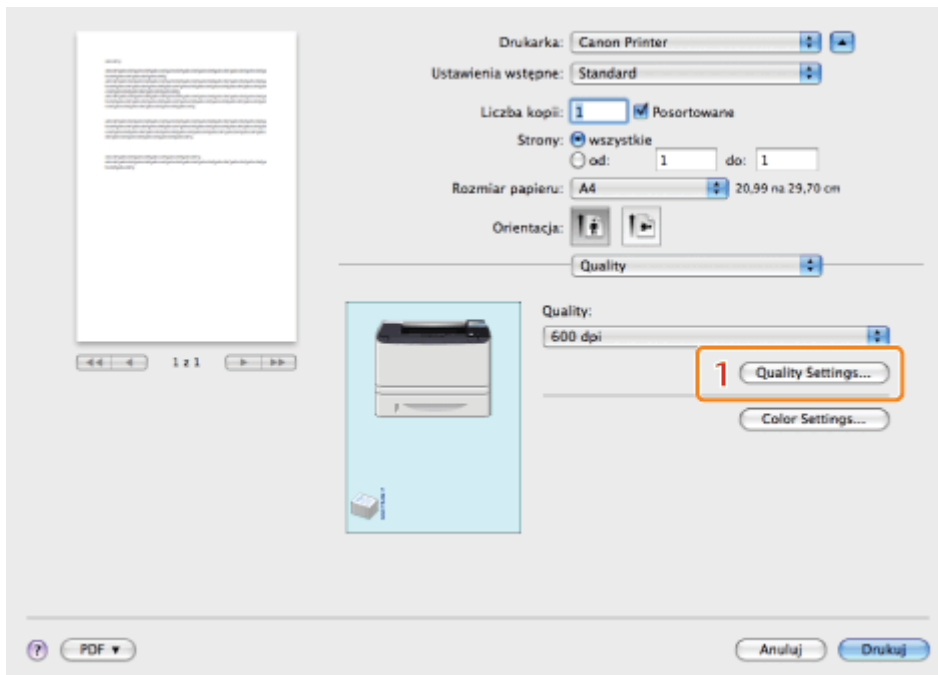 Drukarka: Canon Printer
Ustawienia wstępne: Standard
Liczba kopii: 1 Posortowane
Strony: wszystkie
od: 1 do: 1
Rozmiar papieru: A4 20,99 na 29,70 cm
Orientacja:
Quality
Quality:
600 dpi
1 z 1
1 Quality Settings...
Color Settings...
? PDF
Anuluj Drukuj